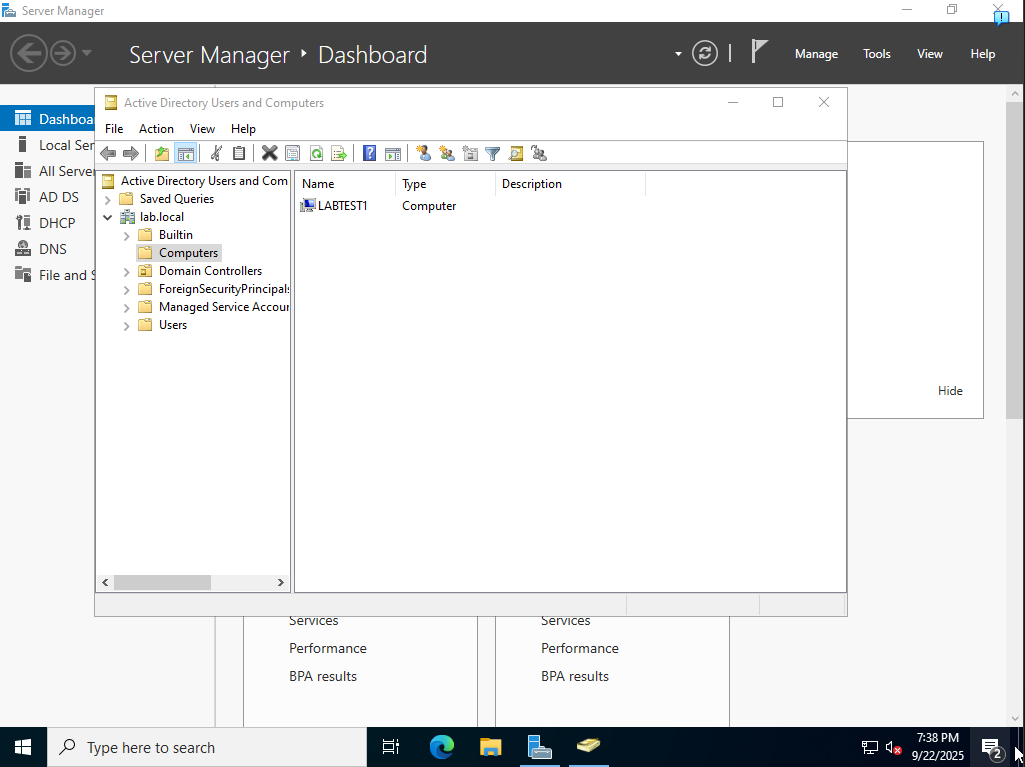 Server Manager
Server Manager ‣ Dashboard
Manage Tools View Help
Dashboa
Local Ser
All Server
AD DS
DHCP
DNS
File and S
Active Directory Users and Computers
File Action View Help
Active Directory Users and Com
Saved Queries
lab.local
Builtin
Computers
Domain Controllers
ForeignSecurityPrincipals
Managed Service Accour
Users
Name Type Description
LABTEST1 Computer
Hide
Services
Performance
BPA results
Services
Performance
BPA results
Type here to search
7:38 PM
9/22/2025
2